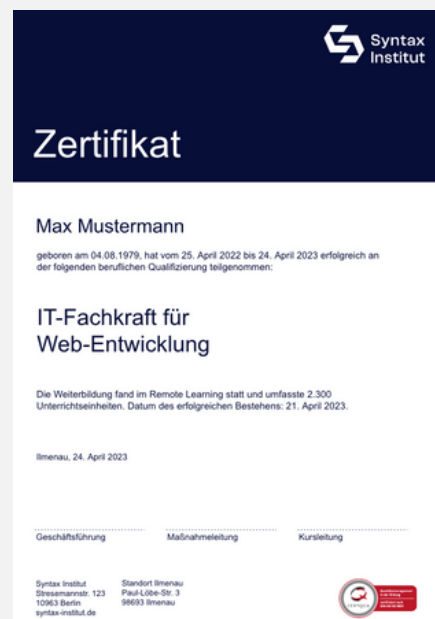 Syntax
Institut
Zertifikat
Max Mustermann
geboren am 04.08.1979, hat vom 25. April 2022 bis 24. April 2023 erfolgreich an
der folgenden beruflichen Qualifizierung teilgenommen:
IT-Fachkraft für
Web-Entwicklung
Die Weiterbildung fand im Remote Learning statt und umfasste 2.300
Unterrichtseinheiten. Datum des erfolgreichen Bestehens: 21. April 2023.
Ilmenau, 24. April 2023
Geschäftsführung
Maßnahmeleitung
Kursleitung
Syntax Institut
Stresemannstr. 123
10963 Berlin
syntax-institut.de
Standort Ilmenau
Paul-Löbe-Str. 3
98693 Ilmenau